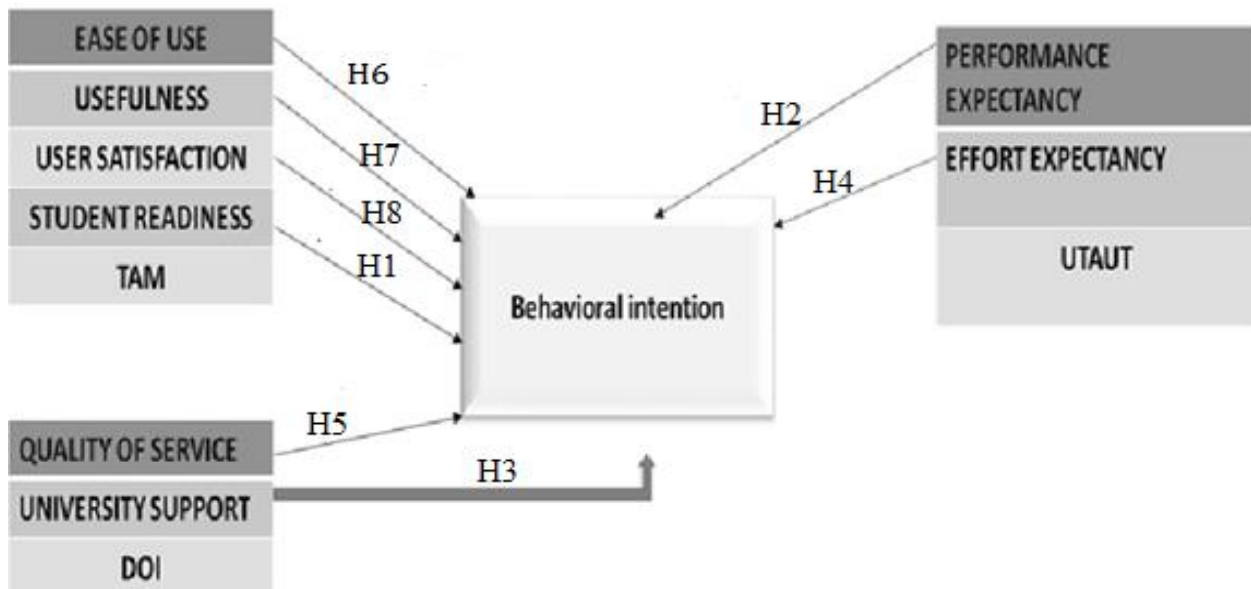 EASE OF USE
USEFULNESS
USER SATISFACTION
STUDENT READINESS
TAM
H6
H7
H8
H1
H2
H4
PERFORMANCE
EXPECTANCY
EFFORT EXPECTANCY
UTAUT
Behavioral intention
QUALITY OF SERVICE
UNIVERSITY SUPPORT
DOI
H5
H3